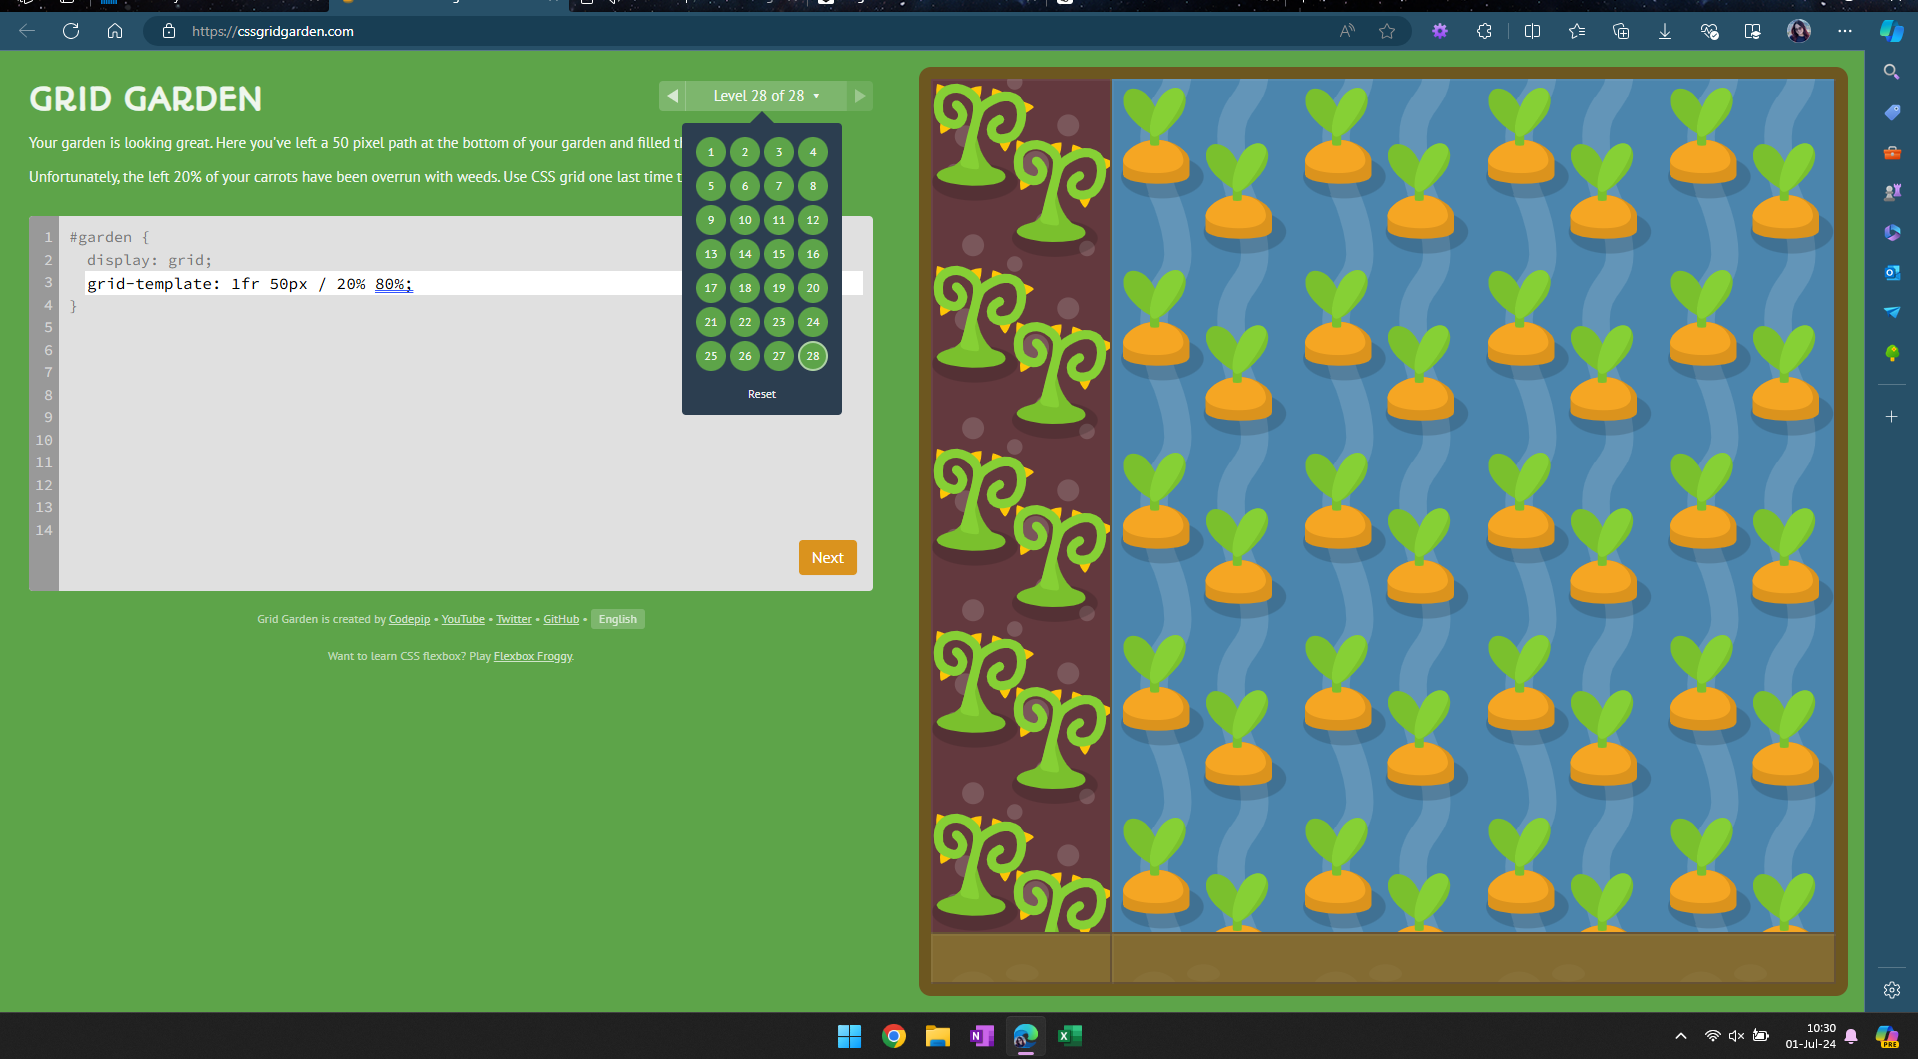 https://cssgridgarden.com
GRID GARDEN
Level 28 of 28
Your garden is looking great. Here you've left a 50 pixel path at the bottom of your garden and filled
Unfortunately, the left 20% of your carrots have been overrun with weeds. Use CSS grid one last time
1 2 3 4
5 6 7 8
9 10 11 12
13 14 15 16
17 18 19 20
21 22 23 24
25 26 27 28
Reset
1 #garden {
2 display: grid;
3 grid-template: 1fr 50px / 20% 80%;
4 }
5
6
7
8
9
10
11
12
13
14
Next
Grid Garden is created by Codepip • YouTube • Twitter • GitHub • English
Want to learn CSS flexbox? Play Flexbox Froggy.
10:30
01-Jul-24
PRE